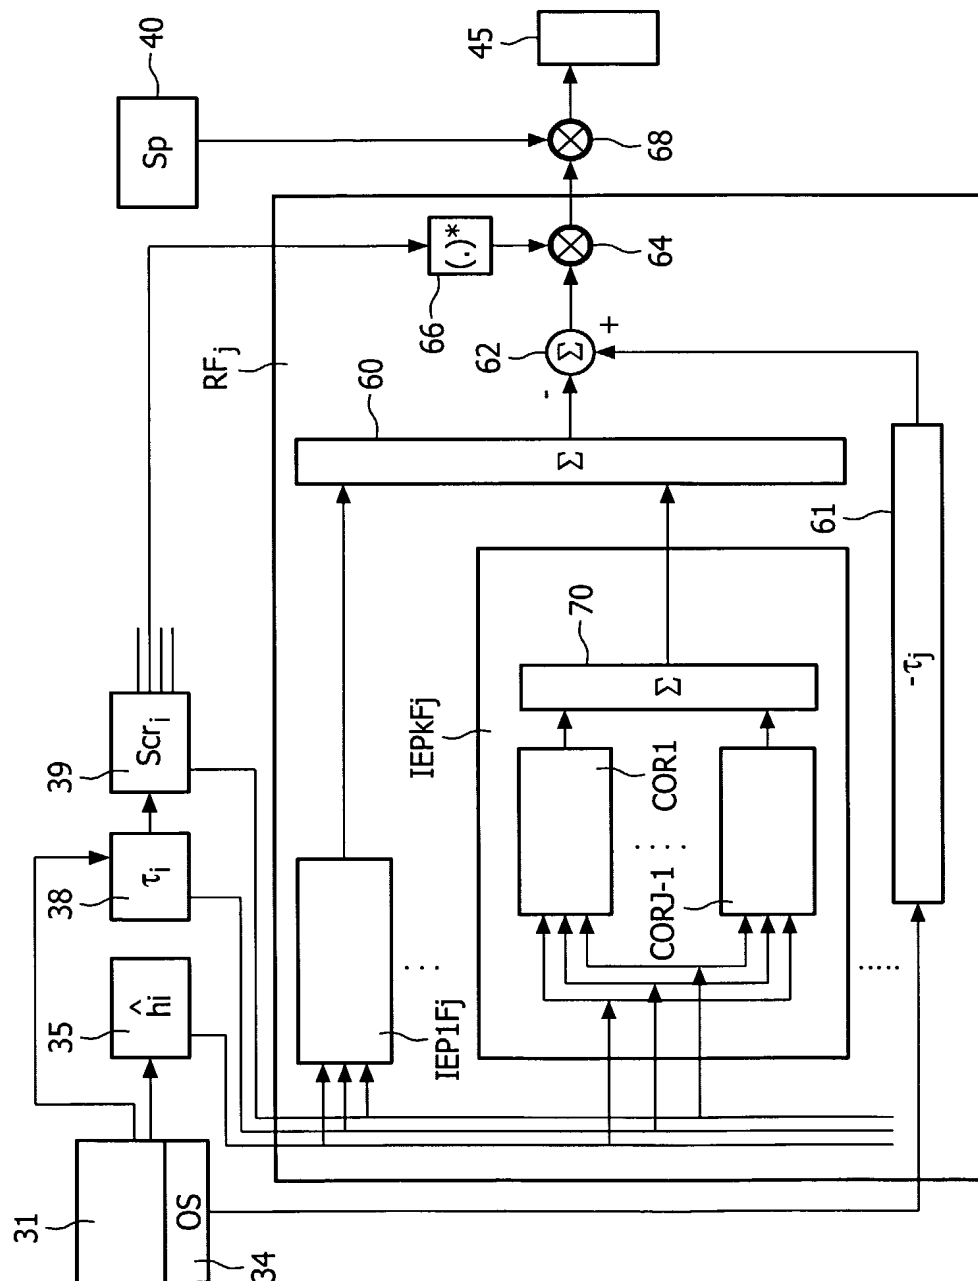 40
Sp
45
68
(.)*
66
64
RFj
62
Σ
+
-
60
Σ
61
-τj
70
Σ
IEPkFj
COR1
. . . .
CORJ-1
39
Scri
38
τi
35
ĥi
IEP1Fj
. . .
.....
31
OS
34